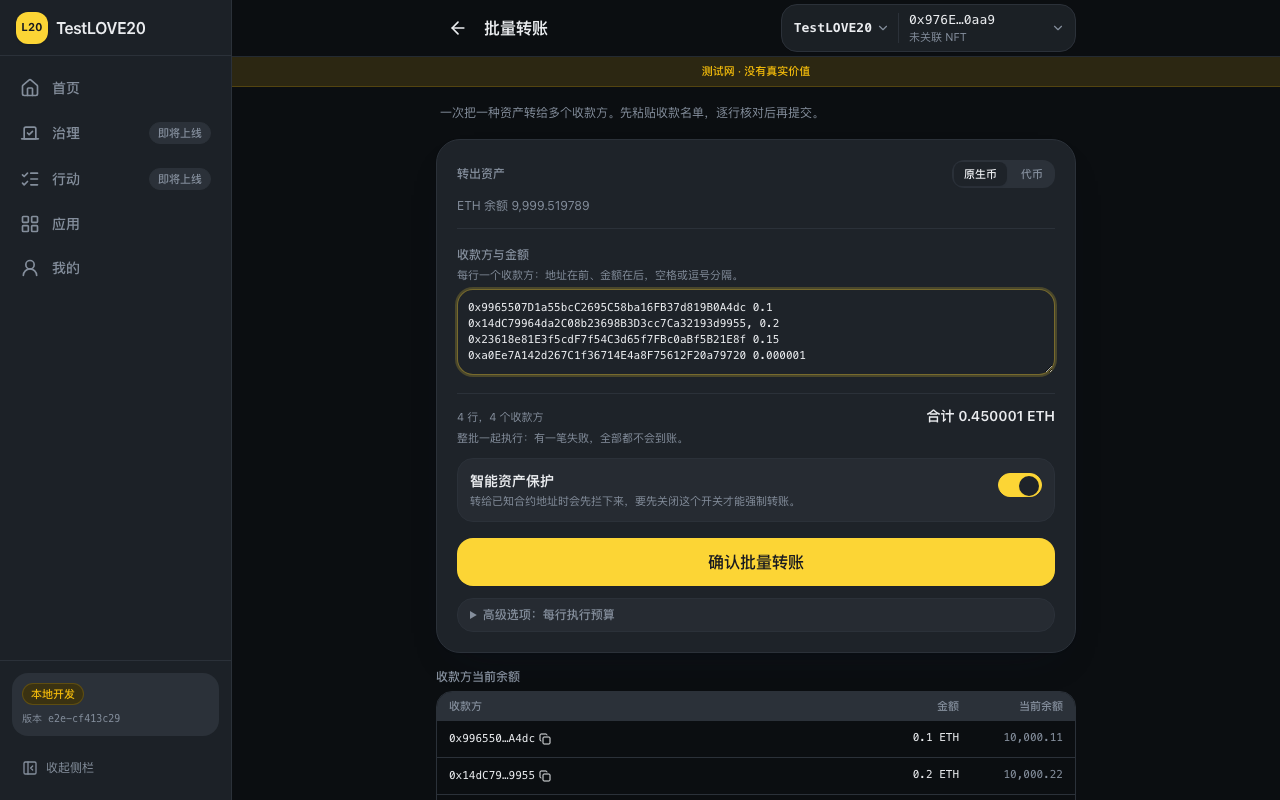 L20 TestLOVE20
首页
治理 即将上线
行动 即将上线
应用
我的
本地开发
版本 e2e-cf413c29
收起侧栏
批量转账
TestLOVE20
0x976E…0aa9
未关联 NFT
测试网 · 没有真实价值
一次把一种资产转给多个收款方。先粘贴收款名单，逐行核对后再提交。
转出资产 原生币 代币
ETH 余额 9,999.519789
收款方与金额
每行一个收款方：地址在前、金额在后，空格或逗号分隔。
0x9965507D1a55bcC2695C58ba16FB37d819B0A4dc 0.1
0x14dC79964da2C08b23698B3D3cc7Ca32193d9955, 0.2
0x23618e81E3f5cdF7f54C3d65f7FBc0aBf5B21E8f 0.15
0xa0Ee7A142d267C1f36714E4a8F75612F20a79720 0.000001
4 行，4 个收款方 合计 0.450001 ETH
整批一起执行：有一笔失败，全部都不会到账。
智能资产保护
转给已知合约地址时会先拦下来，要先关闭这个开关才能强制转账。
确认批量转账
高级选项：每行执行预算
收款方当前余额
收款方 金额 当前余额
0x996550…A4dc 0.1 ETH 10,000.11
0x14dC79…9955 0.2 ETH 10,000.22